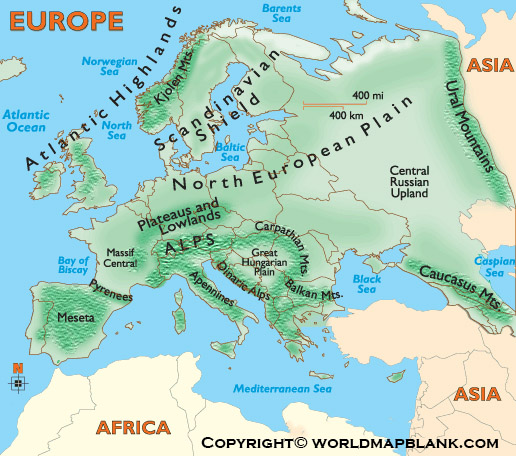 EUROPE
Barents
Sea
ASIA
Norwegian
Sea
Kjolen Mts.
Atlantic Highlands
Scandinavian
Shield
Ural Mountains
400 mi
400 km
Atlantic
Ocean
North
Sea
Baltic
Sea
North European Plain
Central
Russian
Upland
Plateaus and
Lowlands
Carpathian Mts.
ALPS
Bay of
Biscay
Massif
Central
Great
Hungarian
Plain
Caspian
Sea
Black
Sea
Caucasus Mts.
Pyrenees
Dinaric Alps
Balkan Mts.
Apennines
Meseta
N
Mediterranean Sea
ASIA
AFRICA
Copyright© worldmapblank.com